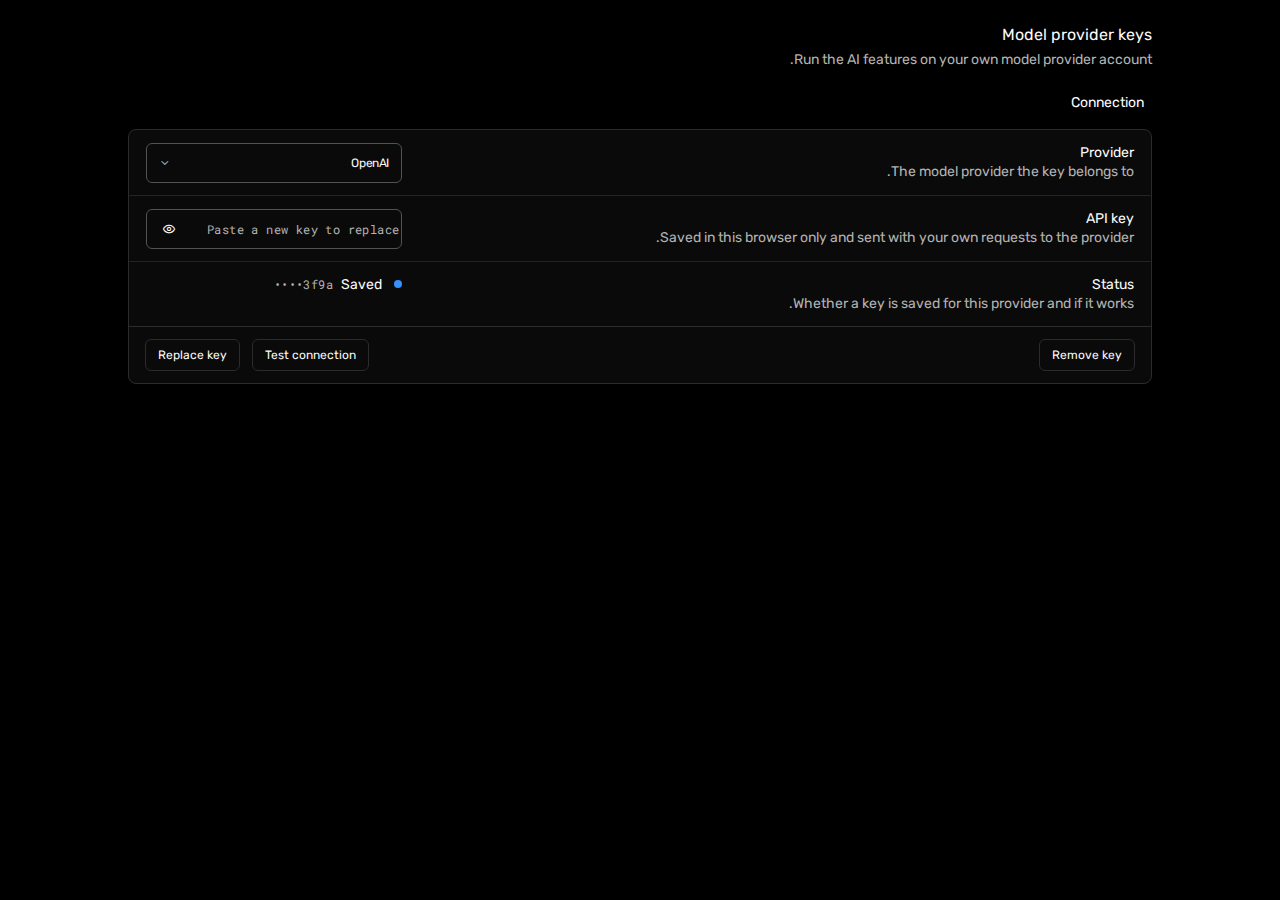 Model provider keys
.Run the AI features on your own model provider account
Connection
Provider
.The model provider the key belongs to
OpenAI
API key
.Saved in this browser only and sent with your own requests to the provider
Paste a new key to replace
Status
.Whether a key is saved for this provider and if it works
Saved ····3f9a
Remove key
Test connection
Replace key